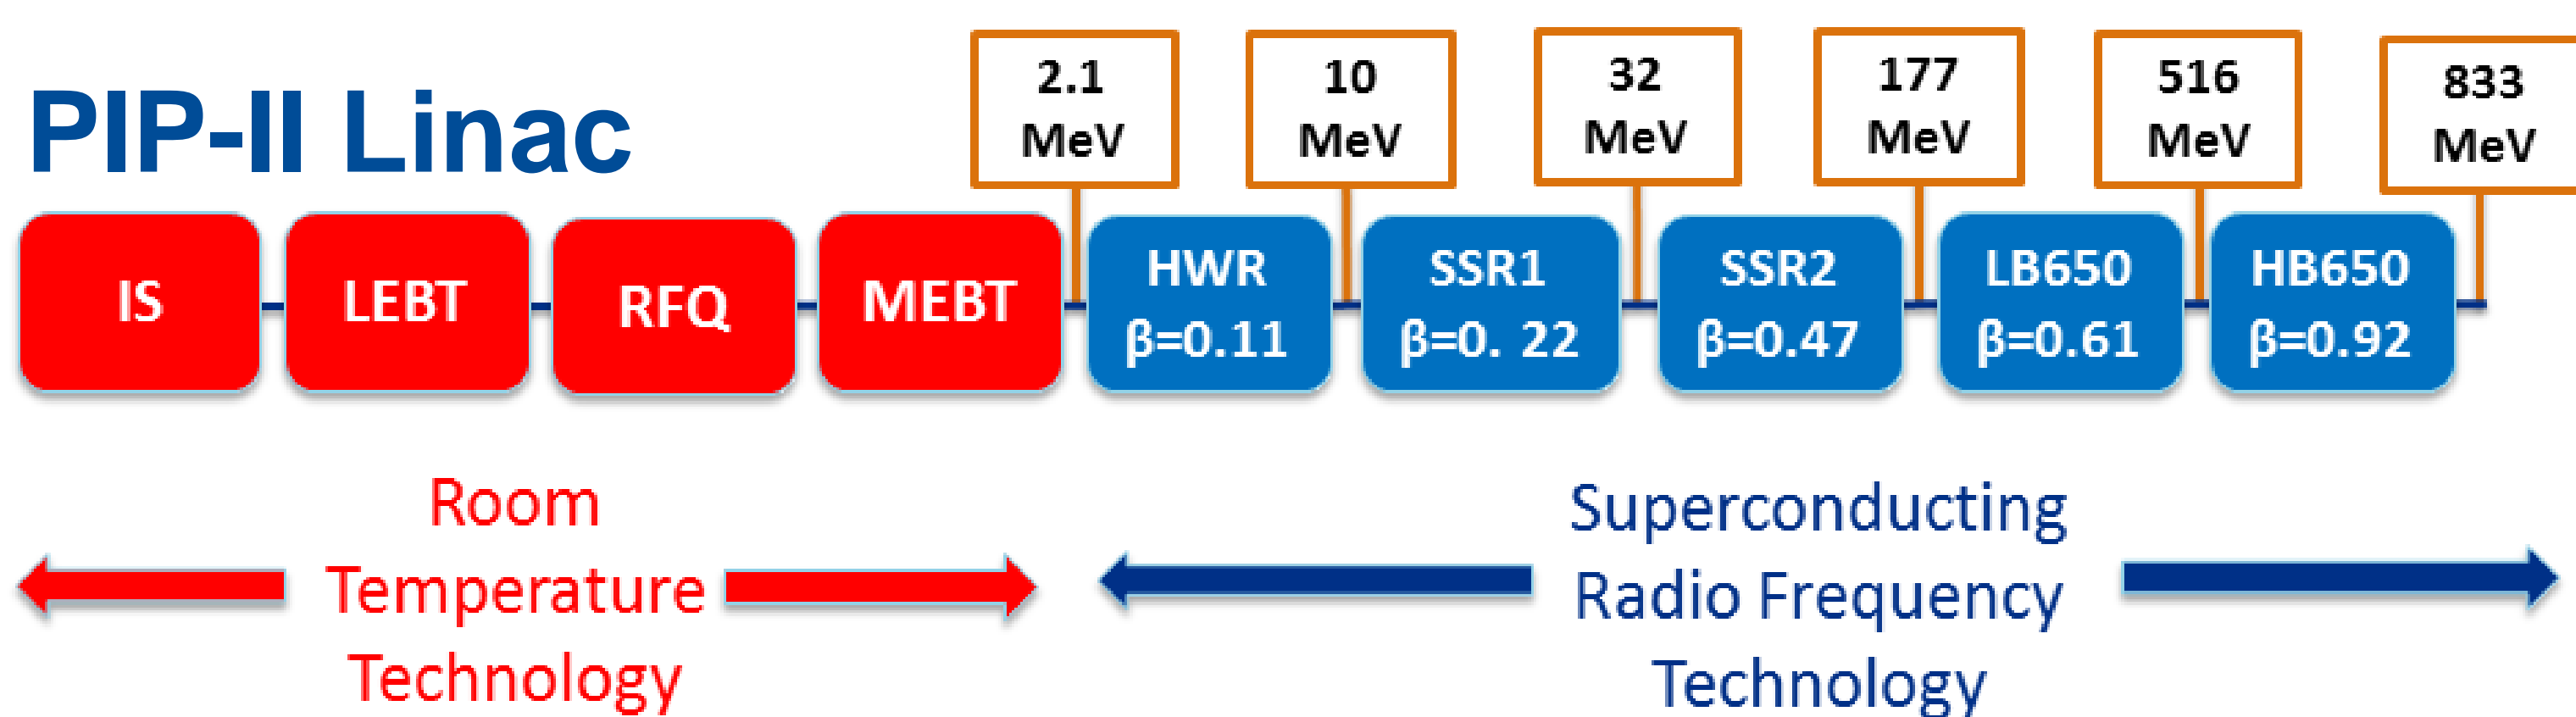 PIP-II Linac
2.1
MeV
10
MeV
32
MeV
177
MeV
516
MeV
833
MeV
IS
LEBT
RFQ
MEBT
HWR
β=0.11
SSR1
β=0. 22
SSR2
β=0.47
LB650
β=0.61
HB650
β=0.92
Room
Temperature
Technology
Superconducting
Radio Frequency
Technology